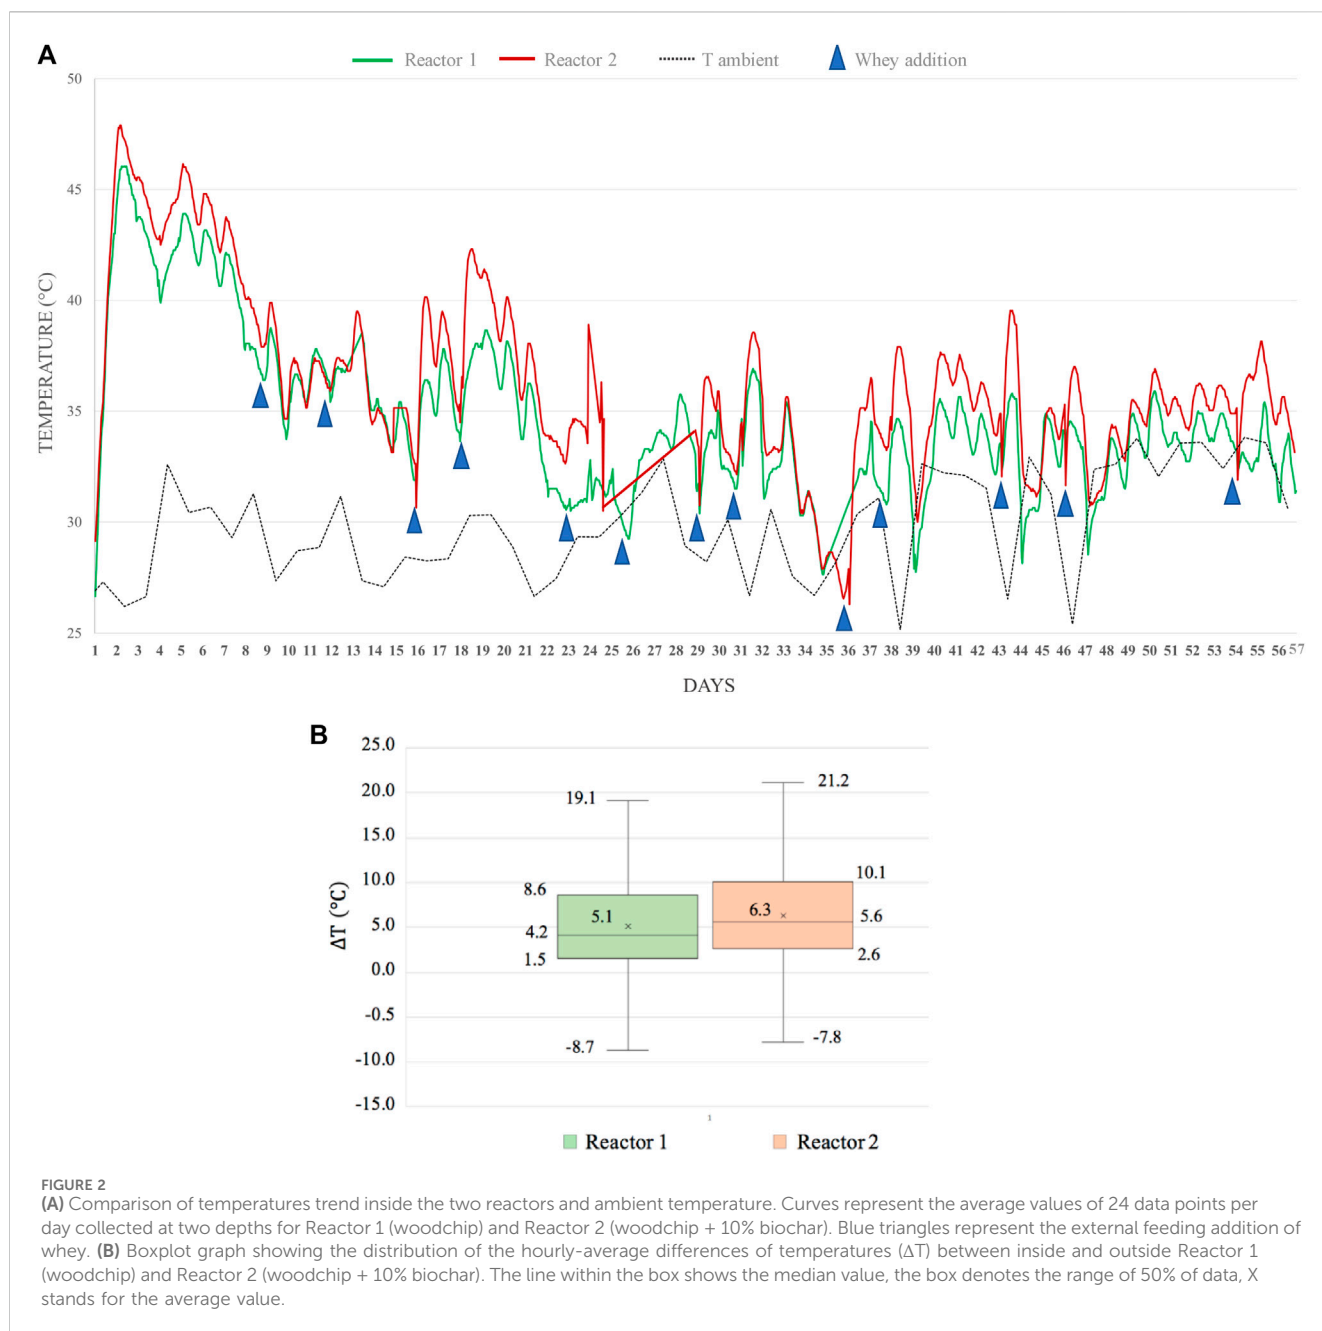 A
Reactor 1 Reactor 2 T ambient Whey addition
50
45
40
35
30
25
TEMPERATURE (°C)
1 2 3 4 5 6 7 8 9 10 11 12 13 14 15 16 17 18 19 20 21 22 23 24 25 26 27 28 29 30 31 32 33 34 35 36 37 38 39 40 41 42 43 44 45 46 47 48 49 50 51 52 53 54 55 56 57
DAYS
B
25.0
20.0
15.0
10.0
5.0
0.0
-0.5
-10.0
-15.0
ΔT (°C)
19.1
21.2
8.6
10.1
5.1
6.3
4.2
5.6
1.5
2.6
-8.7
-7.8
1
Reactor 1 Reactor 2
FIGURE 2
(A) Comparison of temperatures trend inside the two reactors and ambient temperature. Curves represent the average values of 24 data points per
day collected at two depths for Reactor 1 (woodchip) and Reactor 2 (woodchip + 10% biochar). Blue triangles represent the external feeding addition of
whey. (B) Boxplot graph showing the distribution of the hourly-average differences of temperatures (ΔT) between inside and outside Reactor 1
(woodchip) and Reactor 2 (woodchip + 10% biochar). The line within the box shows the median value, the box denotes the range of 50% of data, X
stands for the average value.